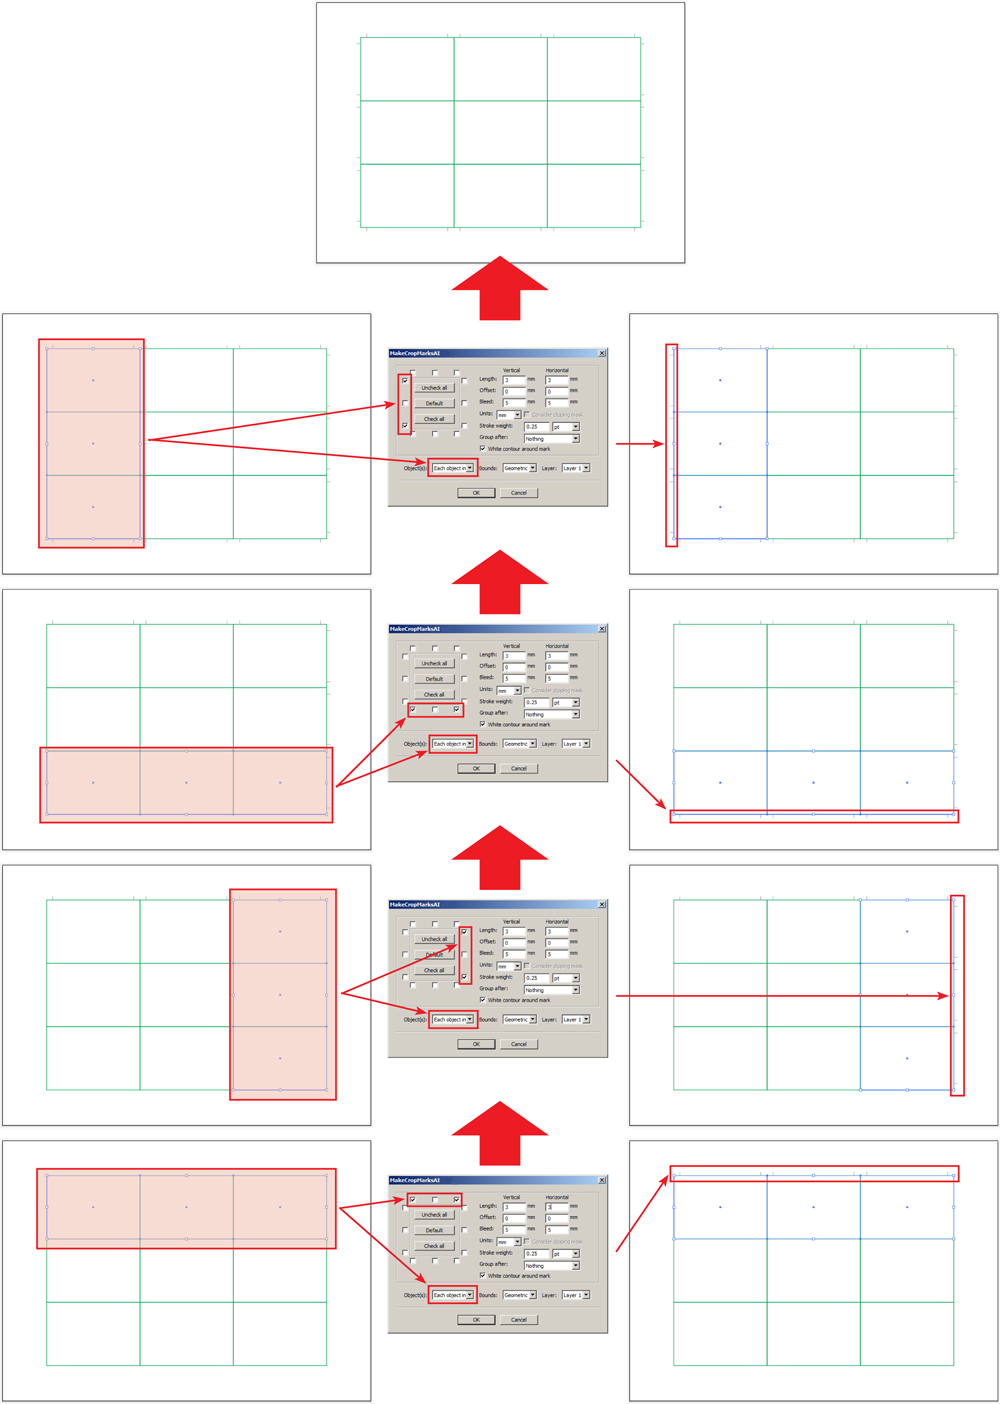 MakeCropMarksAI
Vertical Horizontal
Uncheck all Length: 3 mm 3 mm
Offset: 0 mm 0 mm
Default Bleed: 5 mm 5 mm
Check all Units: mm Consider clipping mask
Stroke weight: 0.25 pt
Group after: Nothing
White contour around mark
Object(s): Each object in Bounds: Geometric Layer: Layer 1
OK Cancel
MakeCropMarksAI
Vertical Horizontal
Length: 3 mm 3 mm
Uncheck all Offset: 0 mm 0 mm
Default Bleed: 5 mm 5 mm
Check all Units: mm Consider clipping mask
Stroke weight: 0.25 pt
Group after: Nothing
White contour around mark
Object(s): Each object in Bounds: Geometric Layer: Layer 1
OK Cancel
MakeCropMarksAI
Vertical Horizontal
Length: 3 mm 3 mm
Uncheck all Offset: 0 mm 0 mm
Default Bleed: 5 mm 5 mm
Check all Units: mm Consider clipping mask
Stroke weight: 0.25 pt
Group after: Nothing
White contour around mark
Object(s): Each object in Bounds: Geometric Layer: Layer 1
OK Cancel
MakeCropMarksAI
Vertical Horizontal
Length: 3 mm 3 mm
Uncheck all Offset: 0 mm 0 mm
Default Bleed: 5 mm 5 mm
Check all Units: mm Consider clipping mask
Stroke weight: 0.25 pt
Group after: Nothing
White contour around mark
Object(s): Each object in Bounds: Geometric Layer: Layer 1
OK Cancel